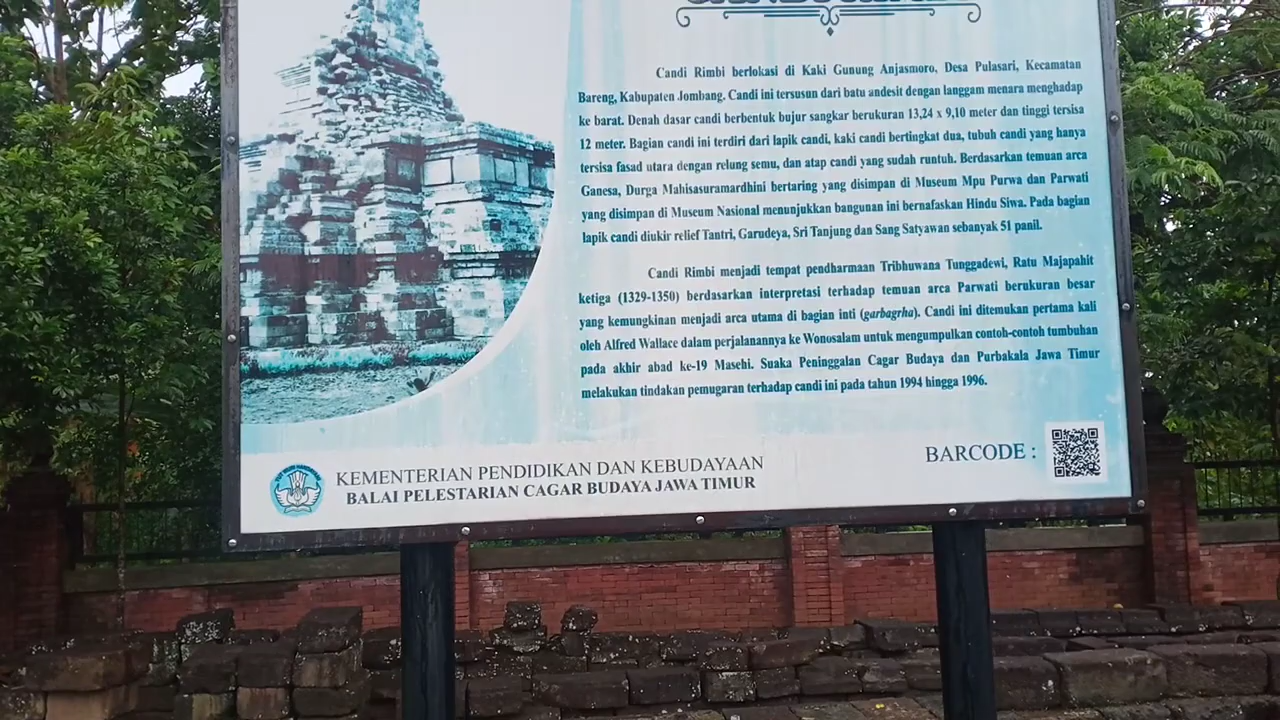 Candi Rimbi berlokasi di Kaki Gunung Anjasmoro, Desa Pulasari, Kecamatan
Bareng, Kabupaten Jombang. Candi ini tersusun dari batu andesit dengan langgam menara menghadap
ke barat. Denah dasar candi berbentuk bujur sangkar berukuran 13,24 x 9,10 meter dan tinggi tersisa
12 meter. Bagian candi ini terdiri dari lapik candi, kaki candi bertingkat dua, tubuh candi yang hanya
tersisa fasad utara dengan relung semu, dan atap candi yang sudah runtuh. Berdasarkan temuan arca
Ganesa, Durga Mahisasuramardhini bertaring yang disimpan di Museum Mpu Purwa dan Parwati
yang disimpan di Museum Nasional menunjukkan bangunan ini bernafaskan Hindu Siwa. Pada bagian
lapik candi diukir relief Tantri, Garudeya, Sri Tanjung dan Sang Satyawan sebanyak 51 panil.
Candi Rimbi menjadi tempat pendharmaan Tribhuwana Tunggadewi, Ratu Majapahit
ketiga (1329-1350) berdasarkan interpretasi terhadap temuan arca Parwati berukuran besar
yang kemungkinan menjadi arca utama di bagian inti (garbagrha). Candi ini ditemukan pertama kali
oleh Alfred Wallace dalam perjalanannya ke Wonosalam untuk mengumpulkan contoh-contoh tumbuhan
pada akhir abad ke-19 Masehi. Suaka Peninggalan Cagar Budaya dan Purbakala Jawa Timur
melakukan tindakan pemugaran terhadap candi ini pada tahun 1994 hingga 1996.
KEMENTERIAN PENDIDIKAN DAN KEBUDAYAAN
BALAI PELESTARIAN CAGAR BUDAYA JAWA TIMUR
BARCODE :